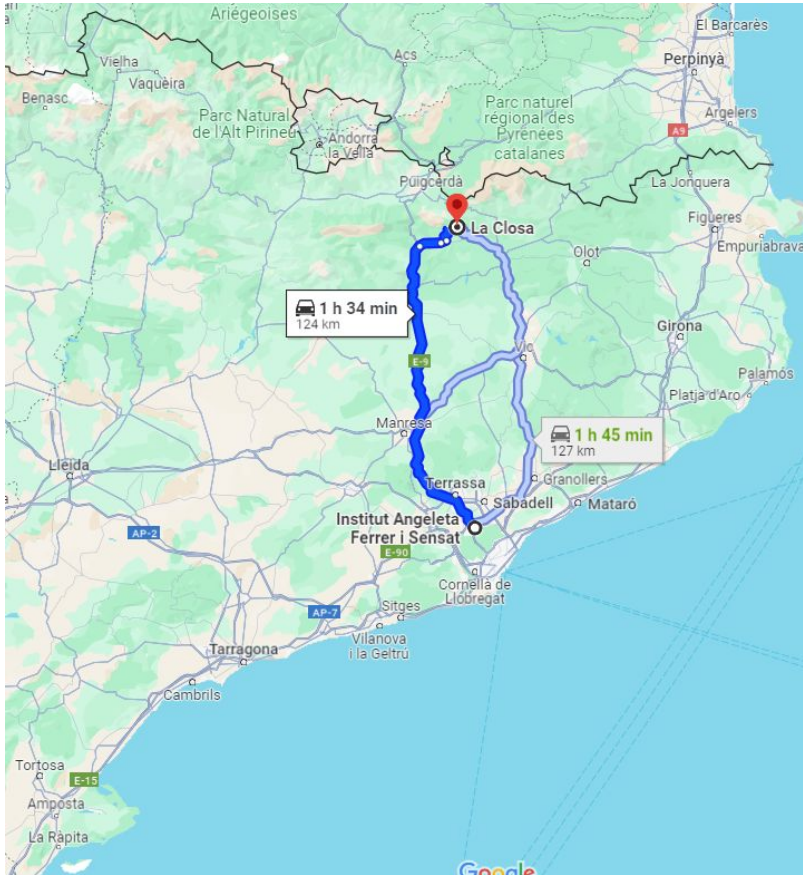 Ariégeoises
El Barcarès
Acs
Vielha
Perpinyà
Vaqueira
Benasc
Parc Natural
de l'Alt Pirineu
Parc naturel
régional des
Pyrénées
catalanes
Argelers
A9
Andorra
la Vella
Puigcerdà
La Jonquera
La Closa
Figueres
Empuriabrava
Olot
1 h 34 min
124 km
Girona
E-9
Vic
Palamós
Platja d'Aro
Manresa
1 h 45 min
127 km
Lleida
Terrassa
Granollers
Sabadell
Mataró
Institut Angeleta
Ferrer i Sensat
AP-2
E-90
Cornellà de
Llobregat
AP-7
Sitges
Vilanova
i la Geltrú
Tarragona
Cambrils
Tortosa
E-15
Amposta
La Ràpita
Google